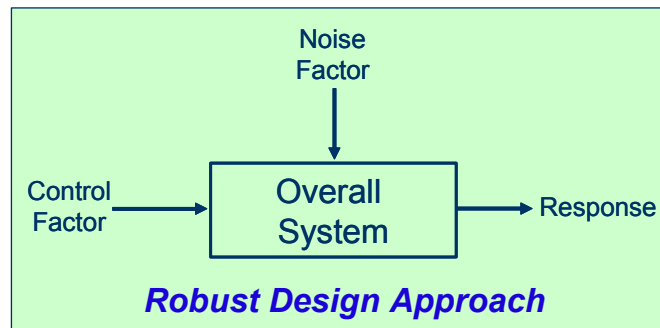 Noise
Factor
Control
Factor
Overall
System
Response
Robust Design Approach